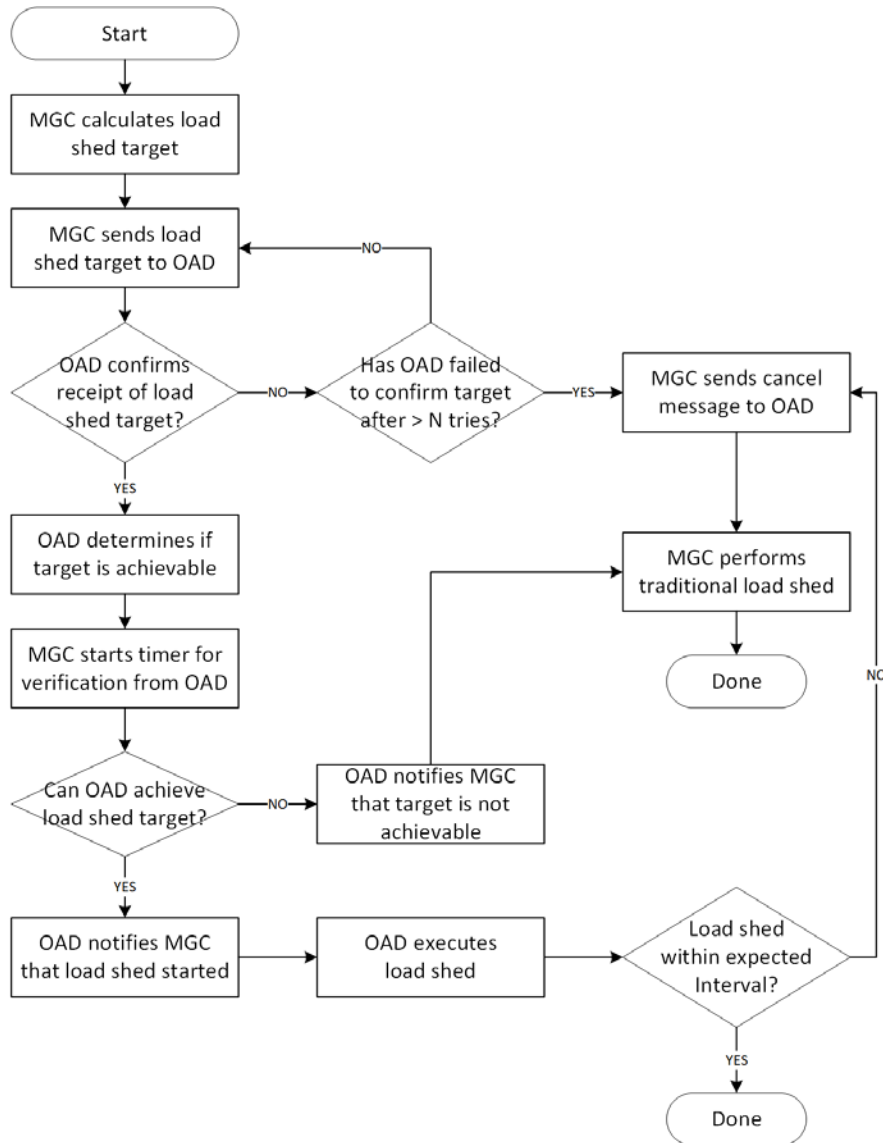 Start
MGC calculates load
shed target
MGC sends load
shed target to OAD
NO
OAD confirms
receipt of load
shed target?
NO
Has OAD failed
to confirm target
after > N tries?
YES
MGC sends cancel
message to OAD
YES
OAD determines if
target is achievable
MGC performs
traditional load shed
MGC starts timer for
verification from OAD
Done
NO
Can OAD achieve
load shed target?
NO
OAD notifies MGC
that target is not
achievable
YES
OAD notifies MGC
that load shed started
OAD executes
load shed
Load shed
within expected
Interval?
YES
Done